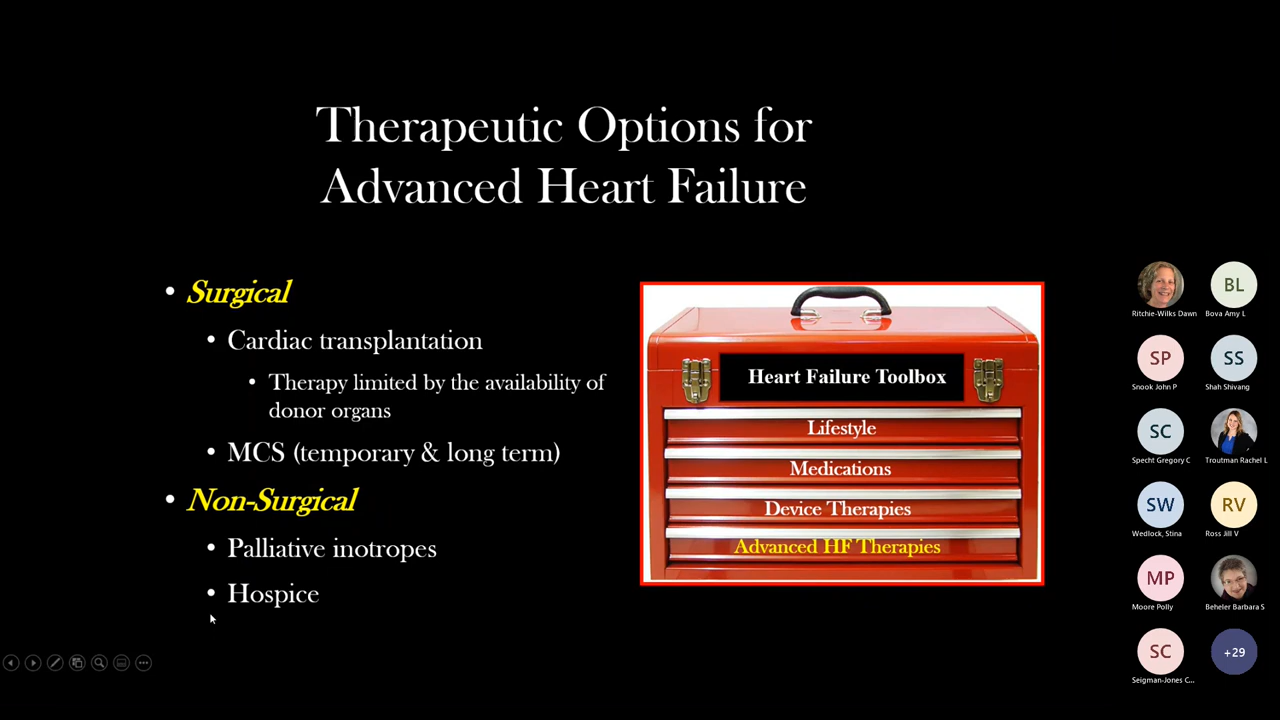 Therapeutic Options for
Advanced Heart Failure
• Surgical
• Cardiac transplantation
• Therapy limited by the availability of
donor organs
• MCS (temporary & long term)
• Non-Surgical
• Palliative inotropes
• Hospice
Heart Failure Toolbox
Lifestyle
Medications
Device Therapies
Advanced HF Therapies
Ritchie-Wilks Dawn
BL
Bova Amy L
SP
Snook John P
SS
Shah Shivang
SC
Specht Gregory C
Troutman Rachel L
SW
Wedlock, Stina
RV
Ross Jill V
MP
Moore Polly
Beheler Barbara S
SC
Seigman-Jones C...
+29